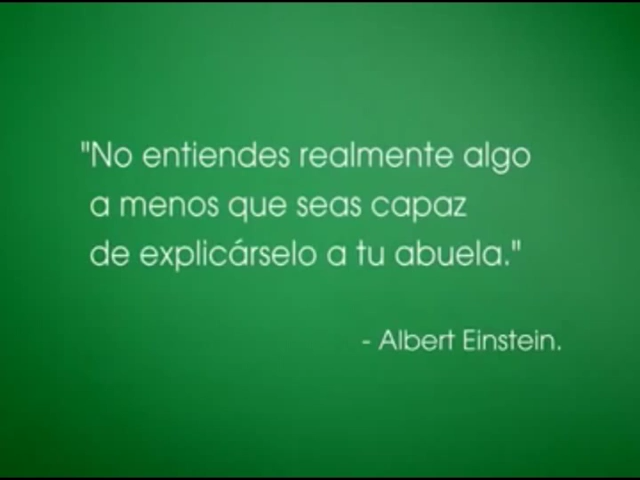 "No entiendes realmente algo
a menos que seas capaz
de explicárselo a tu abuela."
- Albert Einstein.